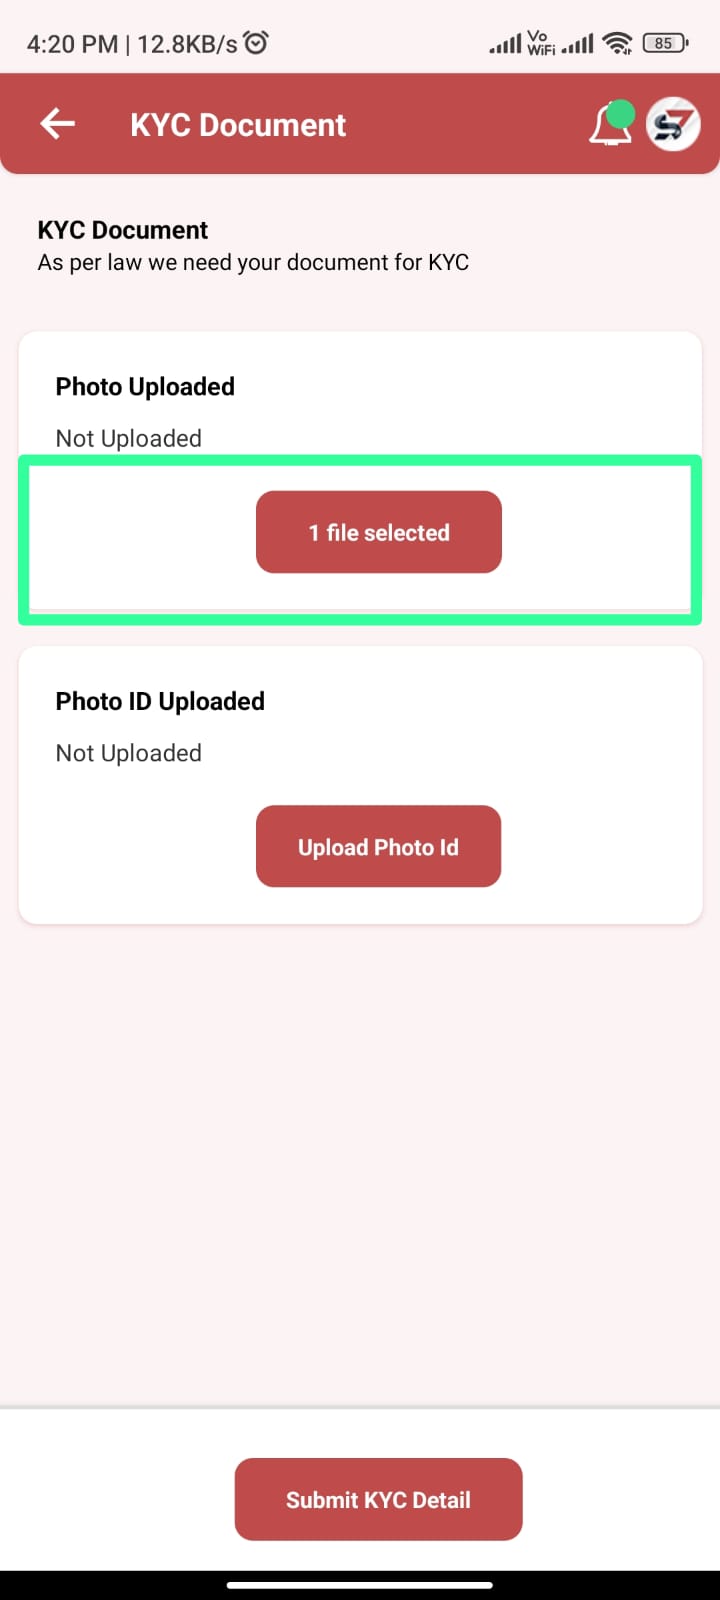 4:20 PM | 12.8KB/s
Vo
WiFi
85
KYC Document
S7
KYC Document
As per law we need your document for KYC
Photo Uploaded
Not Uploaded
1 file selected
Photo ID Uploaded
Not Uploaded
Upload Photo Id
Submit KYC Detail